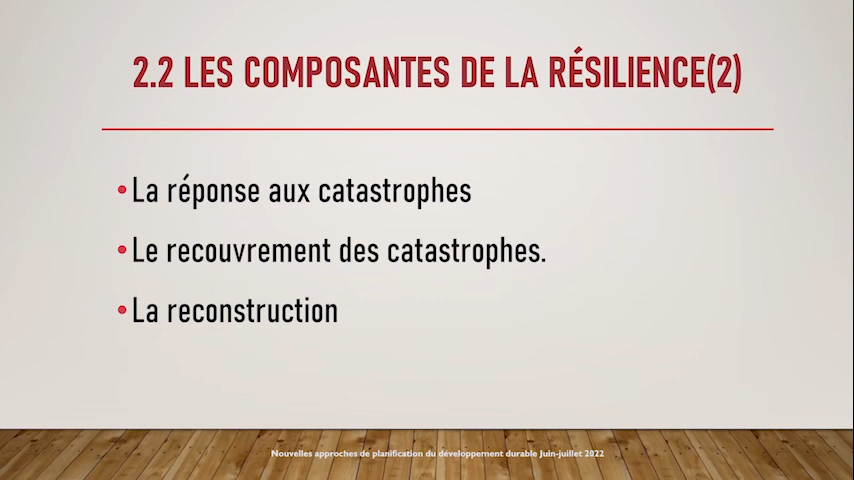 2.2 LES COMPOSANTES DE LA RÉSILIENCE(2)
•La réponse aux catastrophes
•Le recouvrement des catastrophes.
•La reconstruction
Nouvelles approches de planification du développement durable Juin-juillet 2022